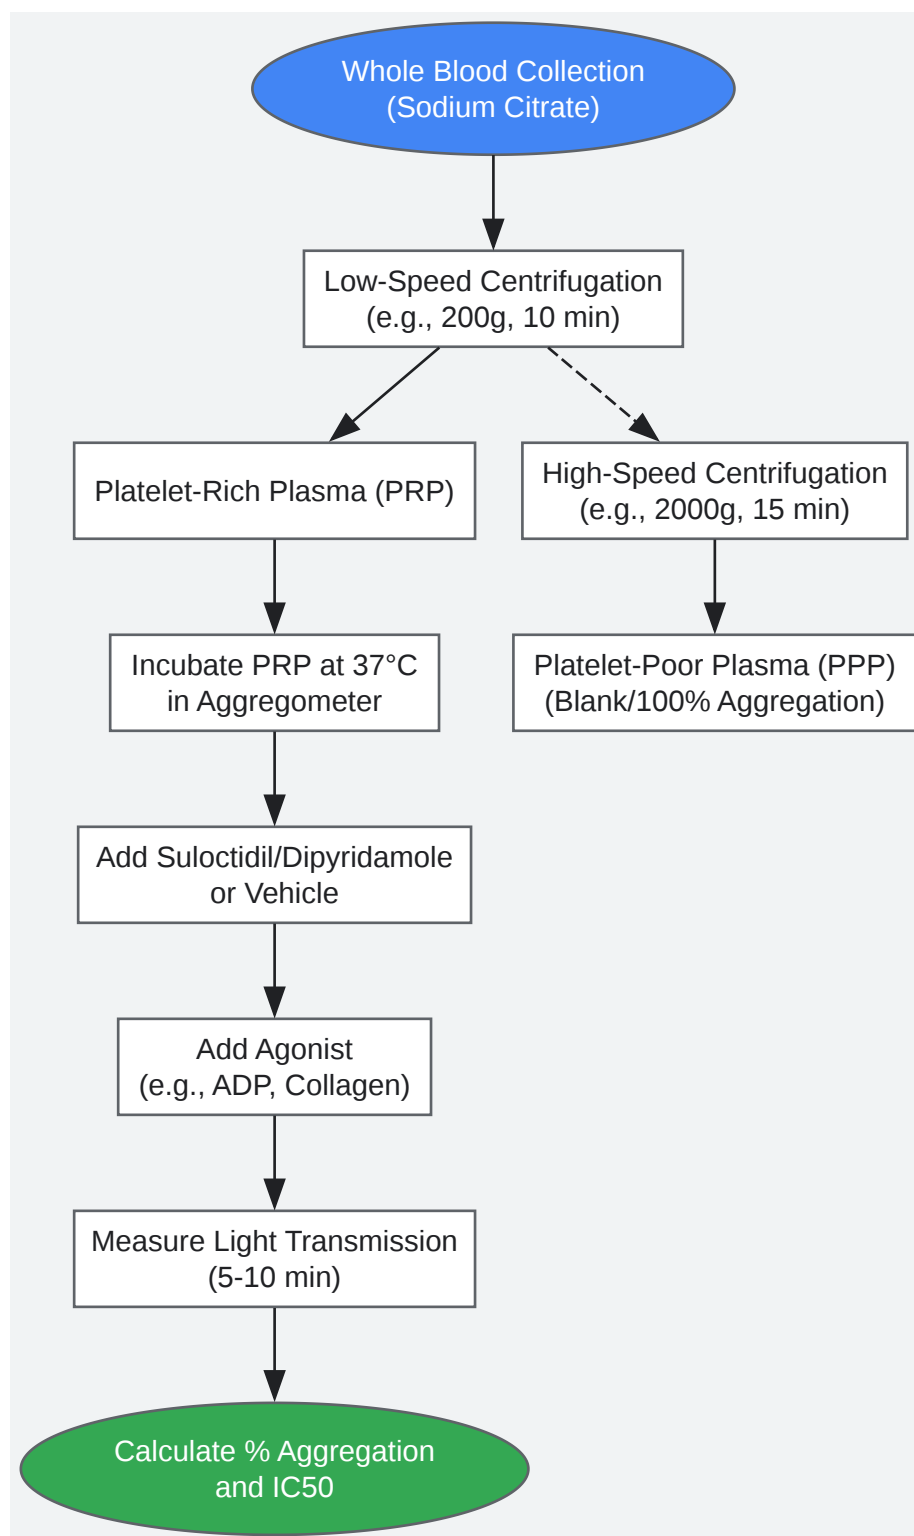 Whole Blood Collection
(Sodium Citrate)
Low-Speed Centrifugation
(e.g., 200g, 10 min)
Platelet-Rich Plasma (PRP)
High-Speed Centrifugation
(e.g., 2000g, 15 min)
Incubate PRP at 37°C
in Aggregometer
Platelet-Poor Plasma (PPP)
(Blank/100% Aggregation)
Add Suloctidil/Dipyridamole
or Vehicle
Add Agonist
(e.g., ADP, Collagen)
Measure Light Transmission
(5-10 min)
Calculate % Aggregation
and IC50